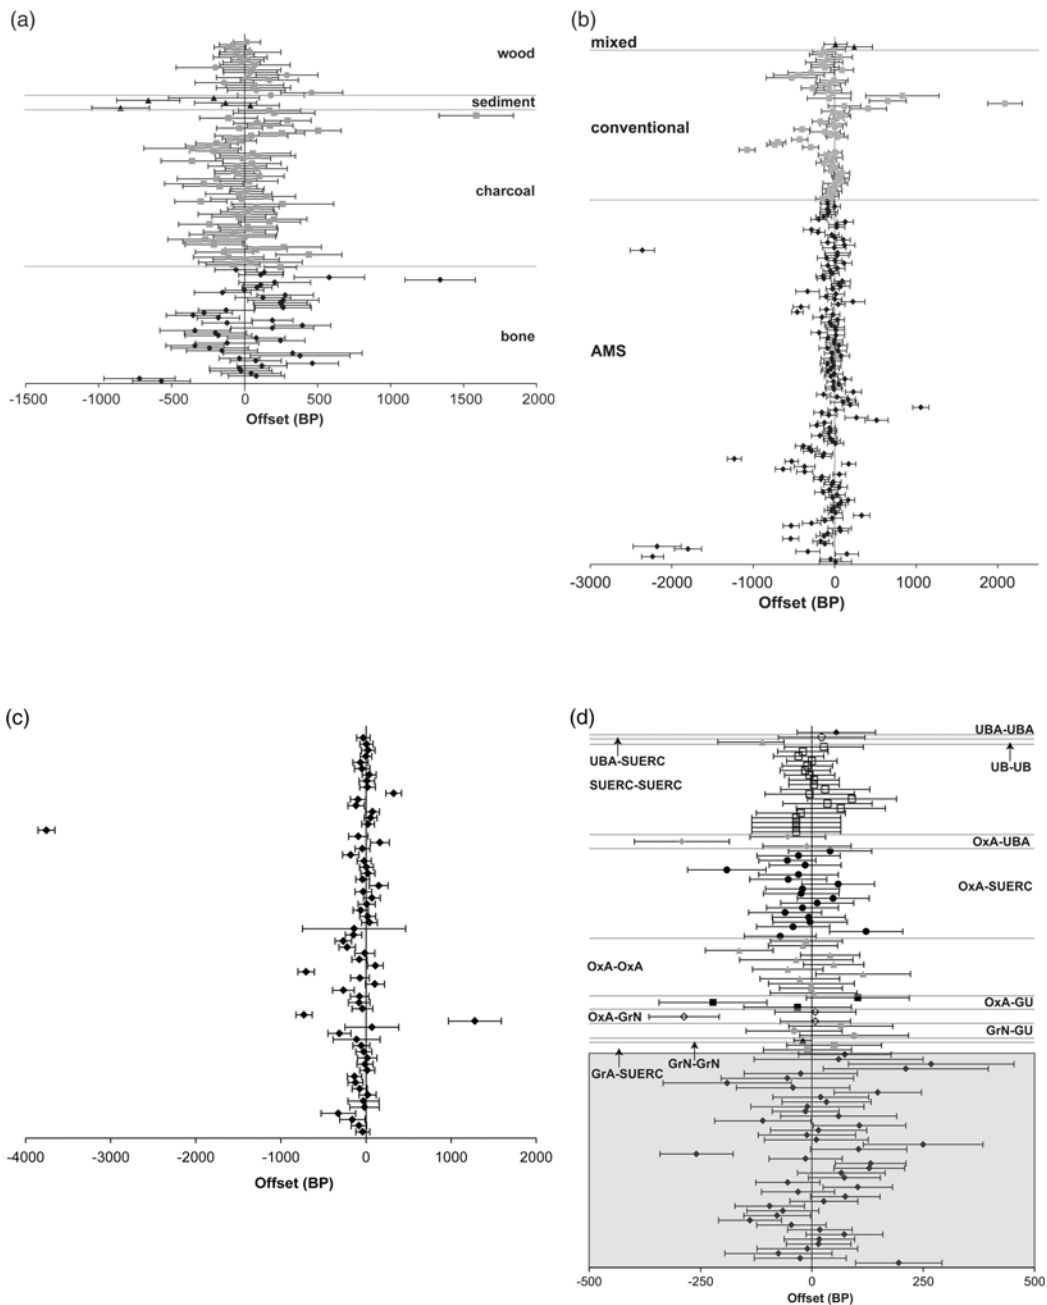 (a)
wood
sediment
charcoal
bone
-1500 -1000 -500 0 500 1000 1500 2000
Offset (BP)
(b)
mixed
conventional
AMS
-3000 -2000 -1000 0 1000 2000
Offset (BP)
(c)
-4000 -3000 -2000 -1000 0 1000 2000
Offset (BP)
(d)
UBA-UBA
UBA-SUERC
UB-UB
SUERC-SUERC
OxA-UBA
OxA-SUERC
OxA-OxA
OxA-GU
OxA-GrN
GrN-GU
GrN-GrN
GrA-SUERC
-500 -250 0 250 500
Offset (BP)